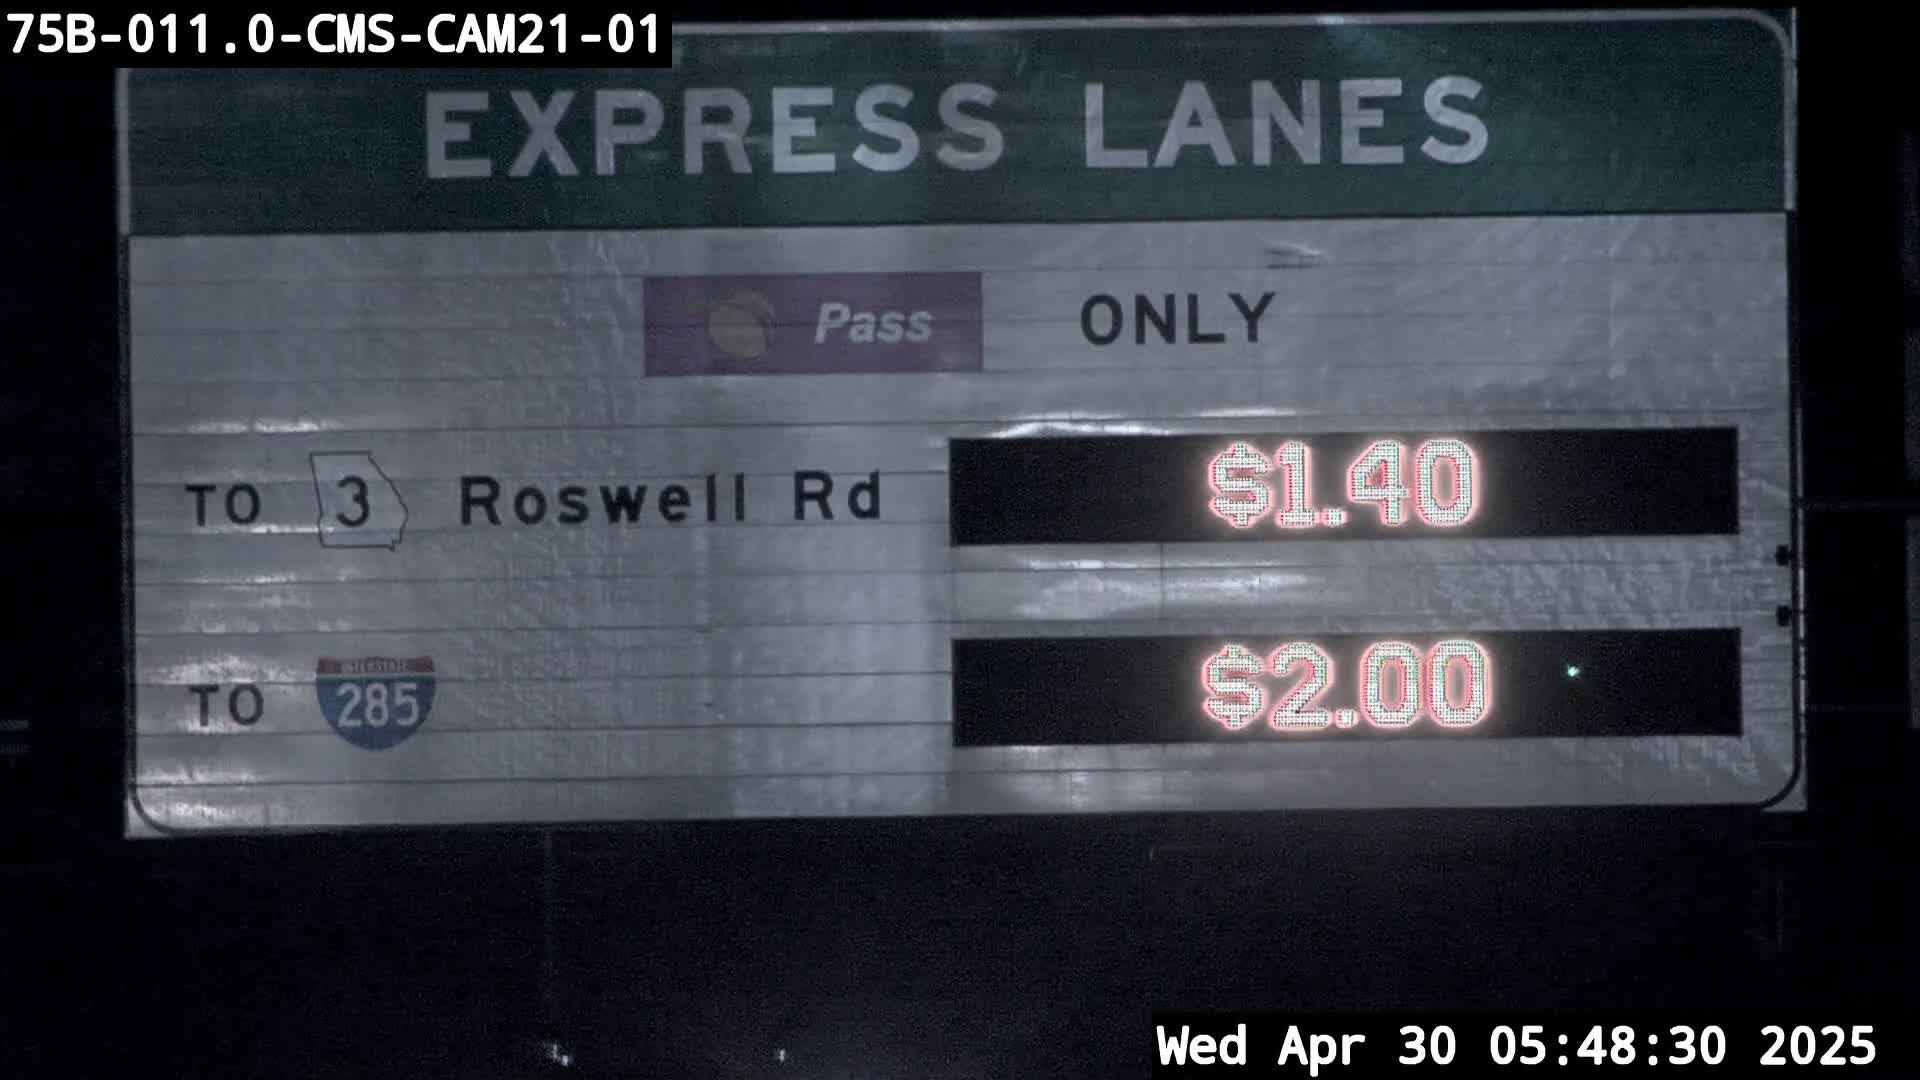 75B-011.0-CMS-CAM21-01
EXPRESS LANES
Pass ONLY
TO 3 Roswell Rd $1.40
INTERSTATE
TO 285 $2.00
Wed Apr 30 05:48:30 2025